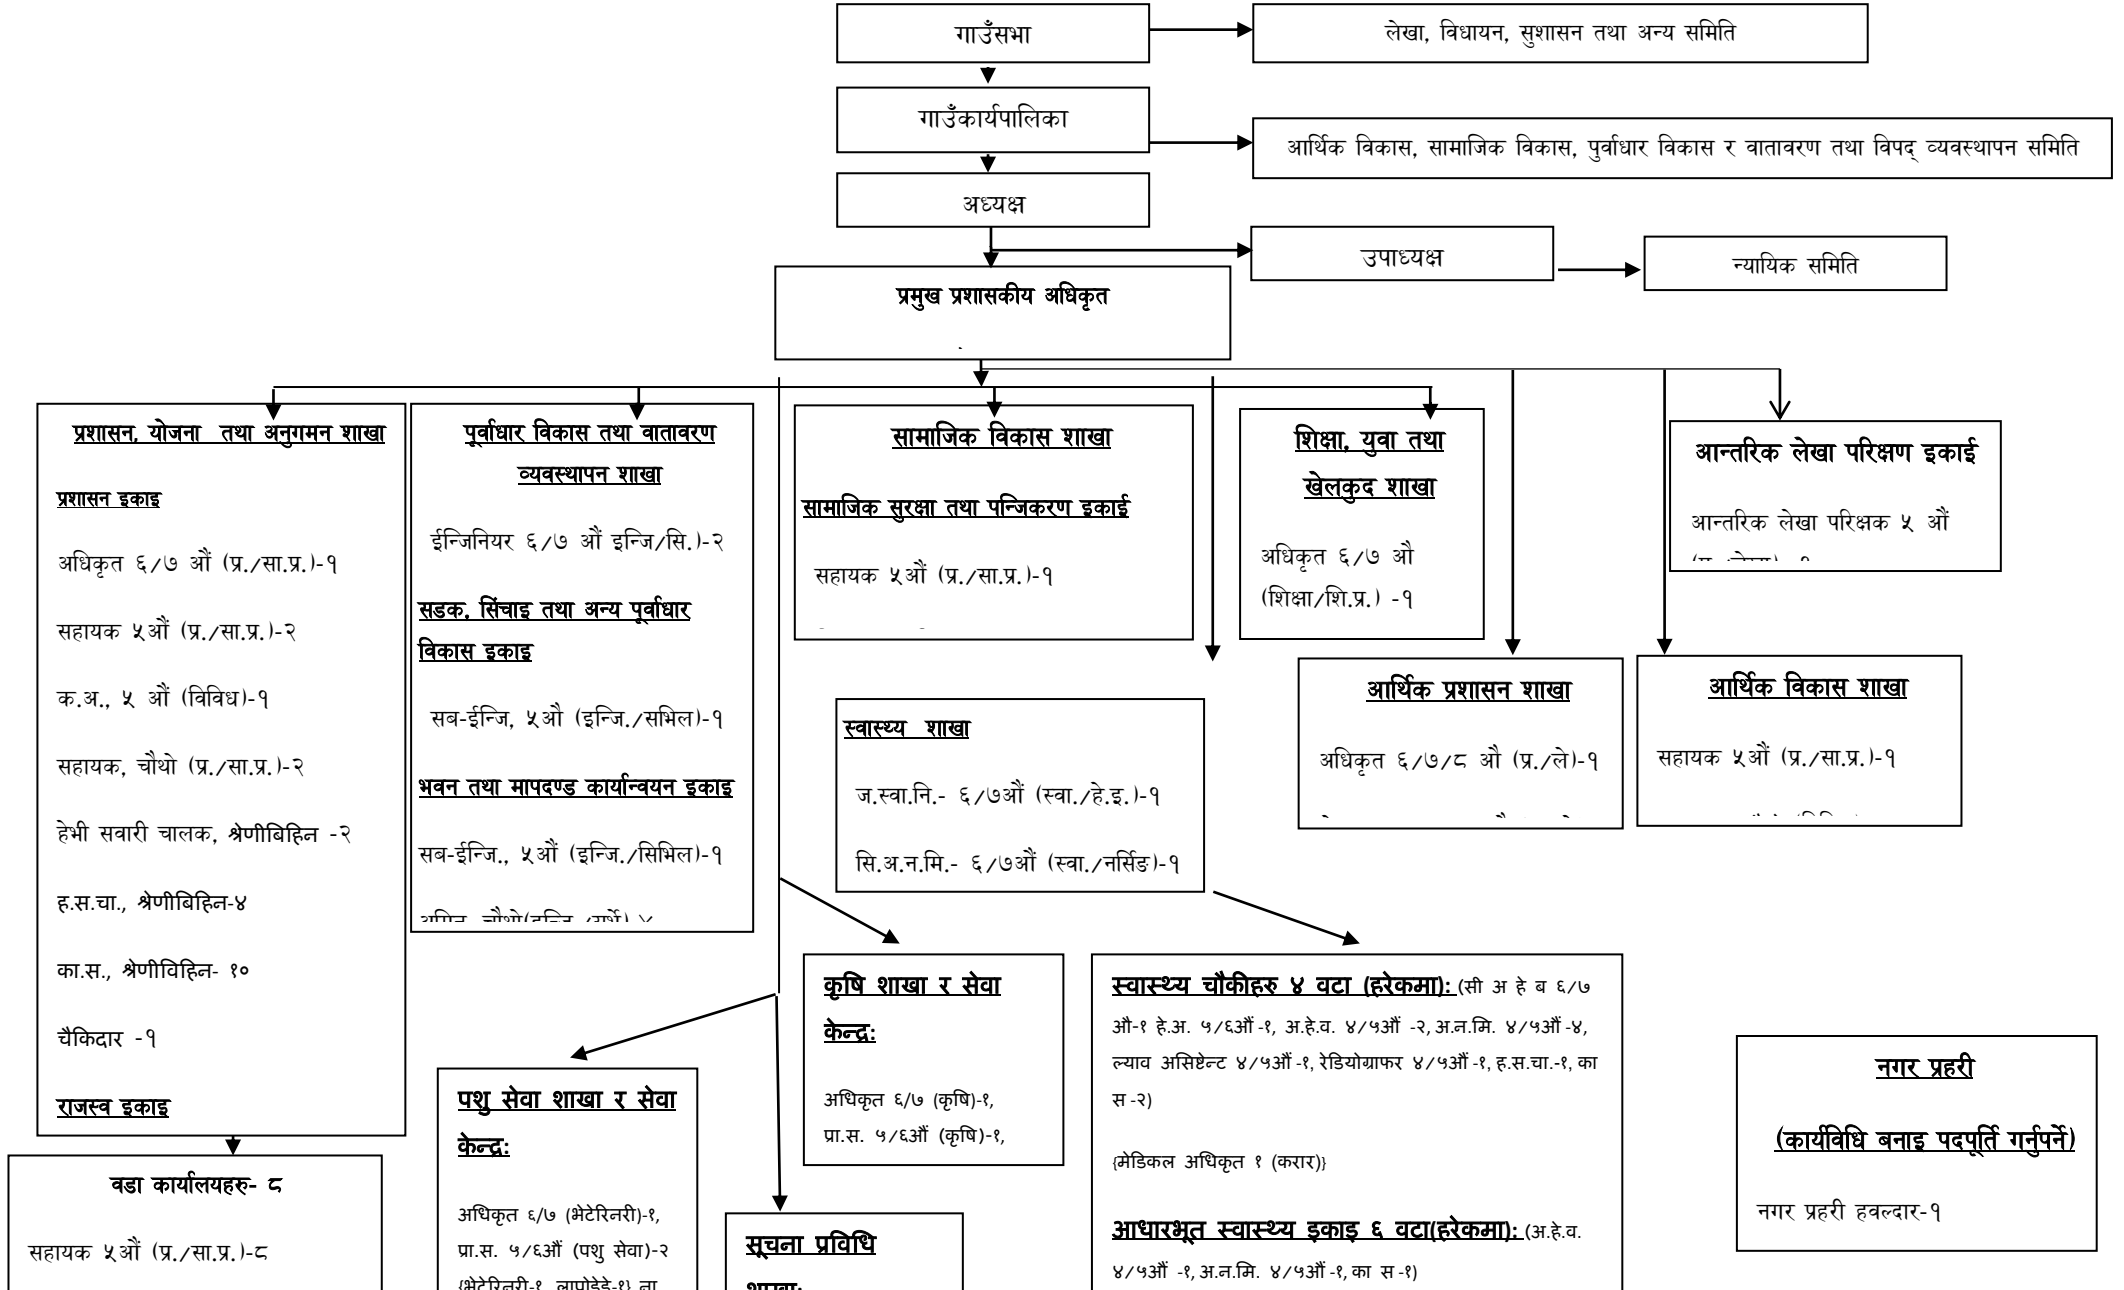 गाउँसभा
लेखा, विधायन, सुशासन तथा अन्य समिति
गाउँकार्यपालिका
आर्थिक विकास, सामाजिक विकास, पुर्वाधार विकास र वातावरण तथा विपद् व्यवस्थापन समिति
अध्यक्ष
उपाध्यक्ष
न्यायिक समिति
प्रमुख प्रशासकीय अधिकृत
प्रशासन, योजना तथा अनुगमन शाखा
प्रशासन इकाइ
अधिकृत ६/७ औं (प्र./सा.प्र.)-१
सहायक ५औं (प्र./सा.प्र.)-२
क.अ., ५ औं (विविध)-१
सहायक, चौथो (प्र./सा.प्र.)-२
हेभी सवारी चालक, श्रेणीबिहिन -२
ह.स.चा., श्रेणीबिहिन-४
का.स., श्रेणीविहिन- १०
चैकिदार -१
राजस्व इकाइ
वडा कार्यालयहरु- ८
सहायक ५औं (प्र./सा.प्र.)-८
पूर्वाधार विकास तथा वातावरण
व्यवस्थापन शाखा
ईन्जिनियर ६/७ औं इन्जि/सि.)-२
सडक, सिंचाइ तथा अन्य पूर्वाधार
विकास इकाइ
सब-ईन्जि, ५औ (इन्जि./सभिल)-१
भवन तथा मापदण्ड कार्यान्वयन इकाइ
सब-ईन्जि., ५औं (इन्जि./सिभिल)-१
सामाजिक विकास शाखा
सामाजिक सुरक्षा तथा पन्जिकरण इकाई
सहायक ५औं (प्र./सा.प्र.)-१
शिक्षा, युवा तथा
खेलकुद शाखा
अधिकृत ६/७ औ
(शिक्षा/शि.प्र.) -१
आन्तरिक लेखा परिक्षण इकाई
आन्तरिक लेखा परिक्षक ५ औं
आर्थिक प्रशासन शाखा
अधिकृत ६/७/८ औ (प्र./ले)-१
आर्थिक विकास शाखा
सहायक ५औं (प्र./सा.प्र.)-१
स्वास्थ्य शाखा
ज.स्वा.नि.- ६/७औं (स्वा./हे.इ.)-१
सि.अ.न.मि.- ६/७औं (स्वा./नर्सिङ)-१
कृषि शाखा र सेवा
केन्द्र:
अधिकृत ६/७ (कृषि)-१,
प्रा.स. ५/६औं (कृषि)-१,
स्वास्थ्य चौकीहरु ४ वटा (हरेकमा): (सी अ हे ब ६/७
औ-१ हे.अ. ५/६औं -१, अ.हे.व. ४/५औं -२, अ.न.मि. ४/५औं -४,
ल्याव असिष्टेन्ट ४/५औं -१, रेडियोग्राफर ४/५औं -१, ह.स.चा.-१, का
स -२)
{मेडिकल अधिकृत १ (करार)}
आधारभूत स्वास्थ्य इकाइ ६ वटा(हरेकमा): (अ.हे.व.
४/५औं -१, अ.न.मि. ४/५औं -१, का स -१)
पशु सेवा शाखा र सेवा
केन्द्र:
अधिकृत ६/७ (भेटेरिनरी)-१,
प्रा.स. ५/६औं (पशु सेवा)-२
सूचना प्रविधि
नगर प्रहरी
(कार्यविधि बनाइ पदपूर्ति गर्नुपर्ने)
नगर प्रहरी हवल्दार-१